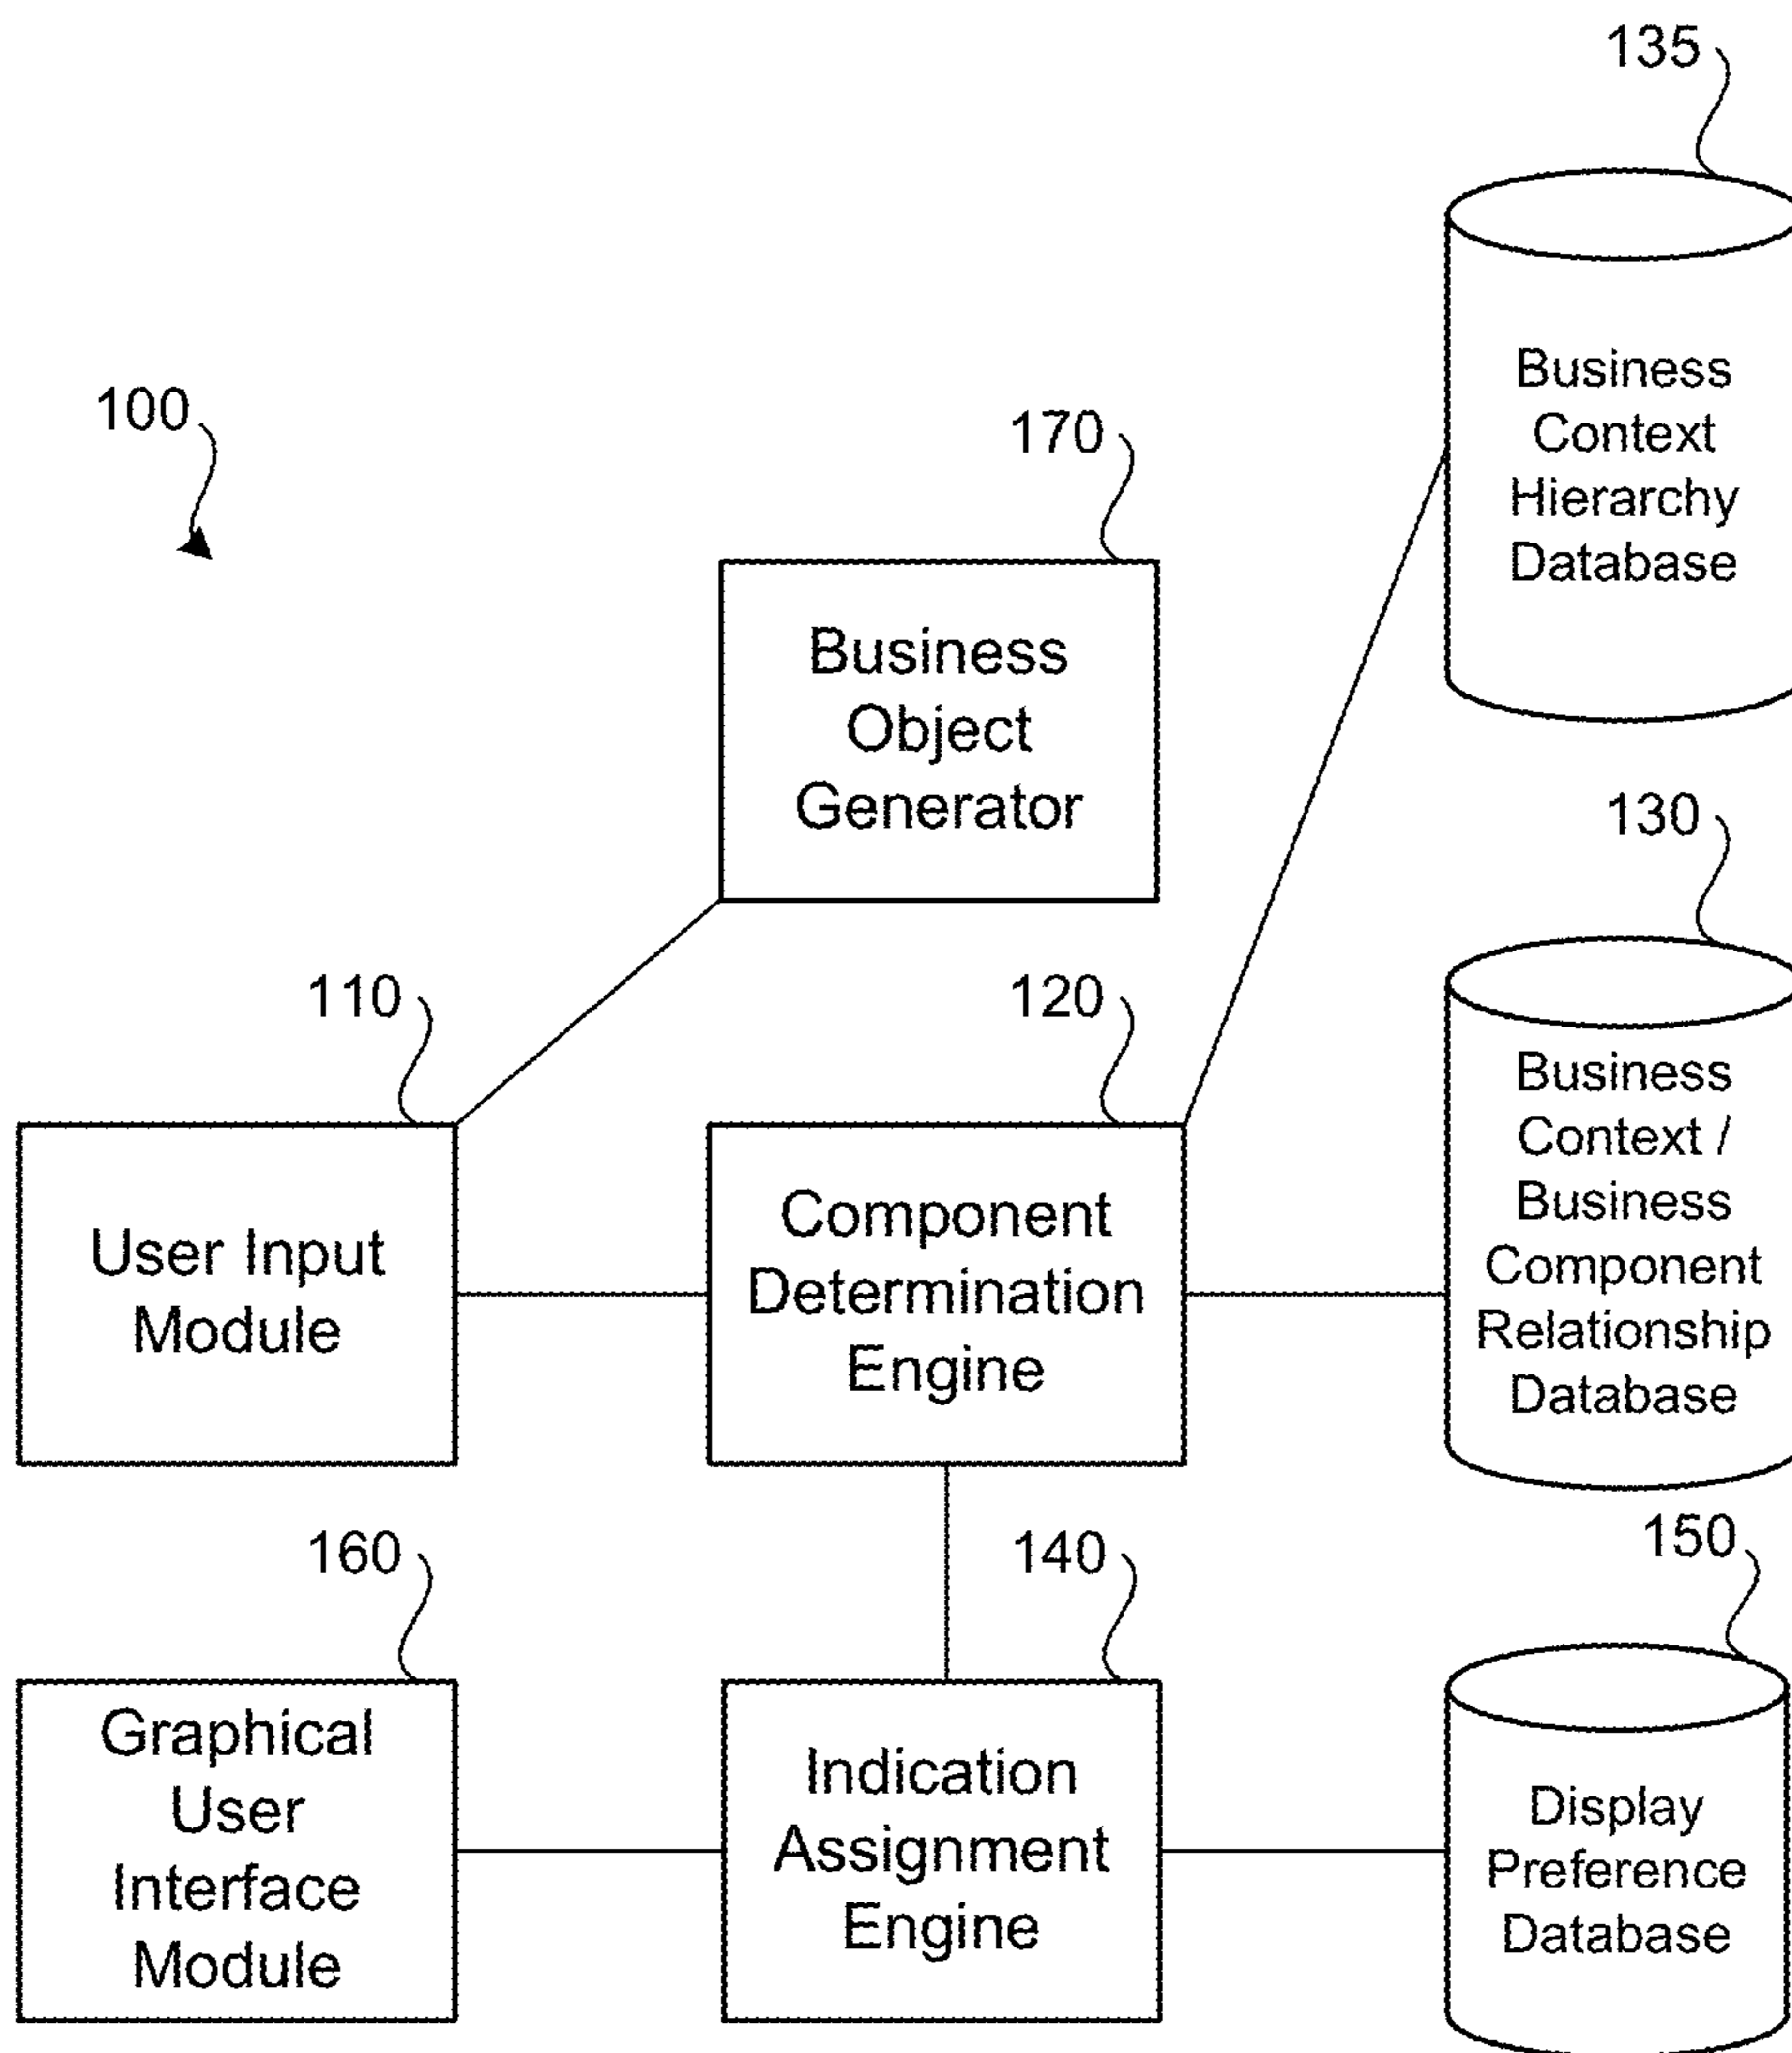 135
Business
Context
Hierarchy
Database
100
170
Business
Object
Generator
130
Business
Context /
Business
Component
Relationship
Database
110
User Input
Module
120
Component
Determination
Engine
160
Graphical
User
Interface
Module
140
Indication
Assignment
Engine
150
Display
Preference
Database